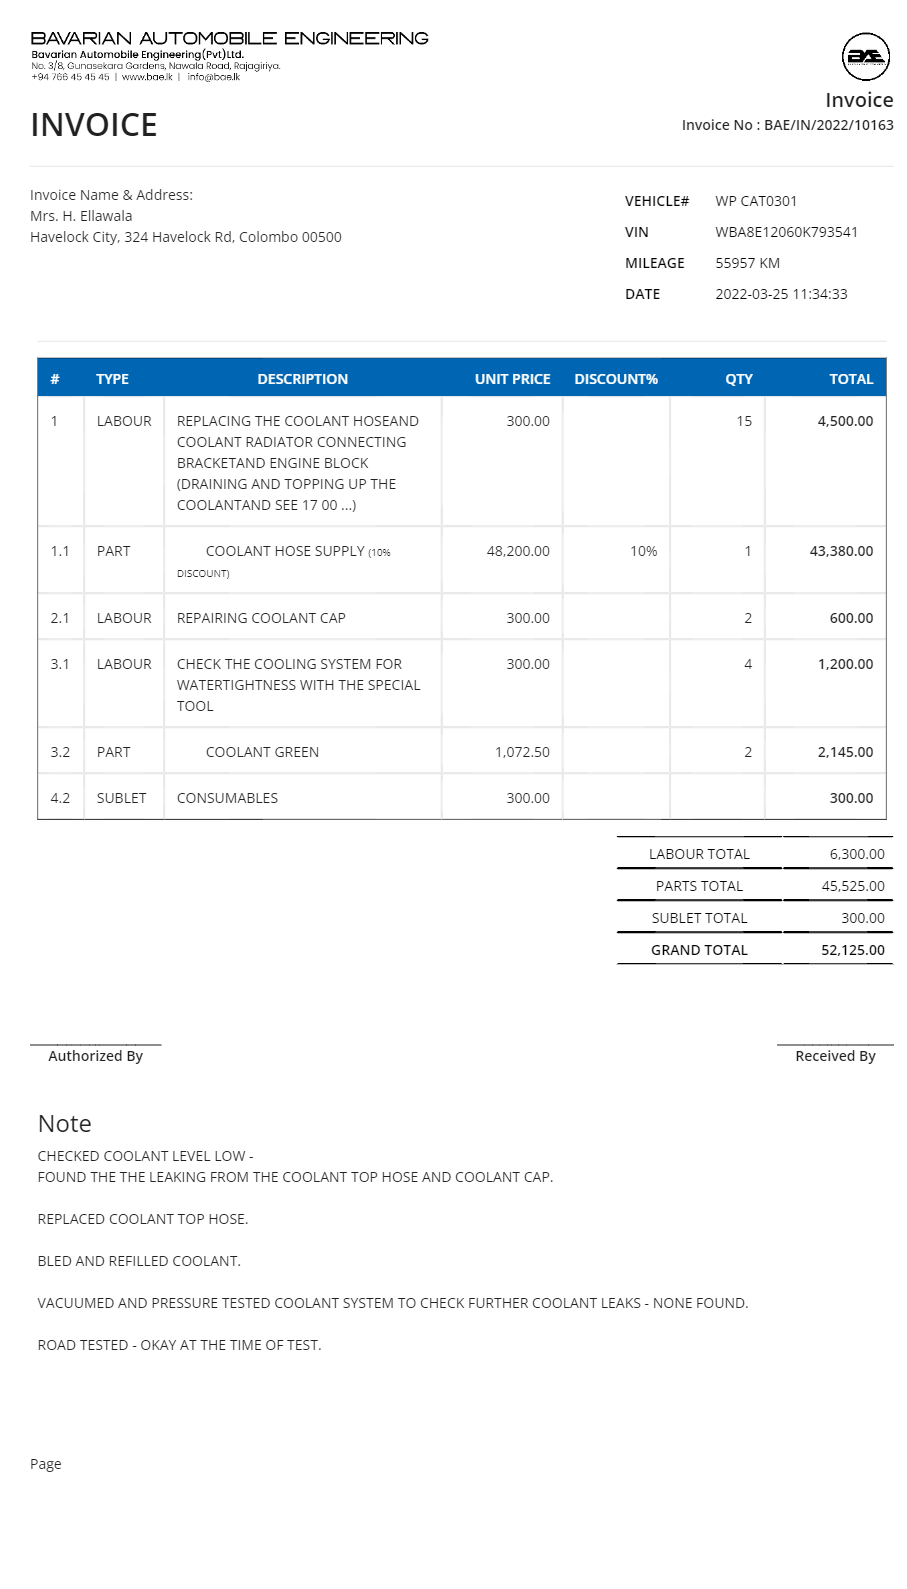 BAVARIAN AUTOMOBILE ENGINEERING
Bavarian Automobile Engineering(Pvt)Ltd.
No. 3/8, Gunasekara Gardens, Nawala Road, Rajagiriya.
+94 766 45 45 45 | www.bae.lk | info@bae.lk
BAE
Invoice
INVOICE
Invoice No : BAE/IN/2022/10163
Invoice Name & Address:
Mrs. H. Ellawala
Havelock City, 324 Havelock Rd, Colombo 00500
VEHICLE# WP CAT0301
VIN WBA8E12060K793541
MILEAGE 55957 KM
DATE 2022-03-25 11:34:33
# TYPE DESCRIPTION UNIT PRICE DISCOUNT% QTY TOTAL
1 LABOUR REPLACING THE COOLANT HOSEAND 300.00 15 4,500.00
COOLANT RADIATOR CONNECTING
BRACKETAND ENGINE BLOCK
(DRAINING AND TOPPING UP THE
COOLANTAND SEE 17 00 ...)
1.1 PART COOLANT HOSE SUPPLY (10% 48,200.00 10% 1 43,380.00
DISCOUNT)
2.1 LABOUR REPAIRING COOLANT CAP 300.00 2 600.00
3.1 LABOUR CHECK THE COOLING SYSTEM FOR 300.00 4 1,200.00
WATERTIGHTNESS WITH THE SPECIAL
TOOL
3.2 PART COOLANT GREEN 1,072.50 2 2,145.00
4.2 SUBLET CONSUMABLES 300.00 300.00
LABOUR TOTAL 6,300.00
PARTS TOTAL 45,525.00
SUBLET TOTAL 300.00
GRAND TOTAL 52,125.00
Authorized By Received By
Note
CHECKED COOLANT LEVEL LOW -
FOUND THE THE LEAKING FROM THE COOLANT TOP HOSE AND COOLANT CAP.
REPLACED COOLANT TOP HOSE.
BLED AND REFILLED COOLANT.
VACUUMED AND PRESSURE TESTED COOLANT SYSTEM TO CHECK FURTHER COOLANT LEAKS - NONE FOUND.
ROAD TESTED - OKAY AT THE TIME OF TEST.
Page